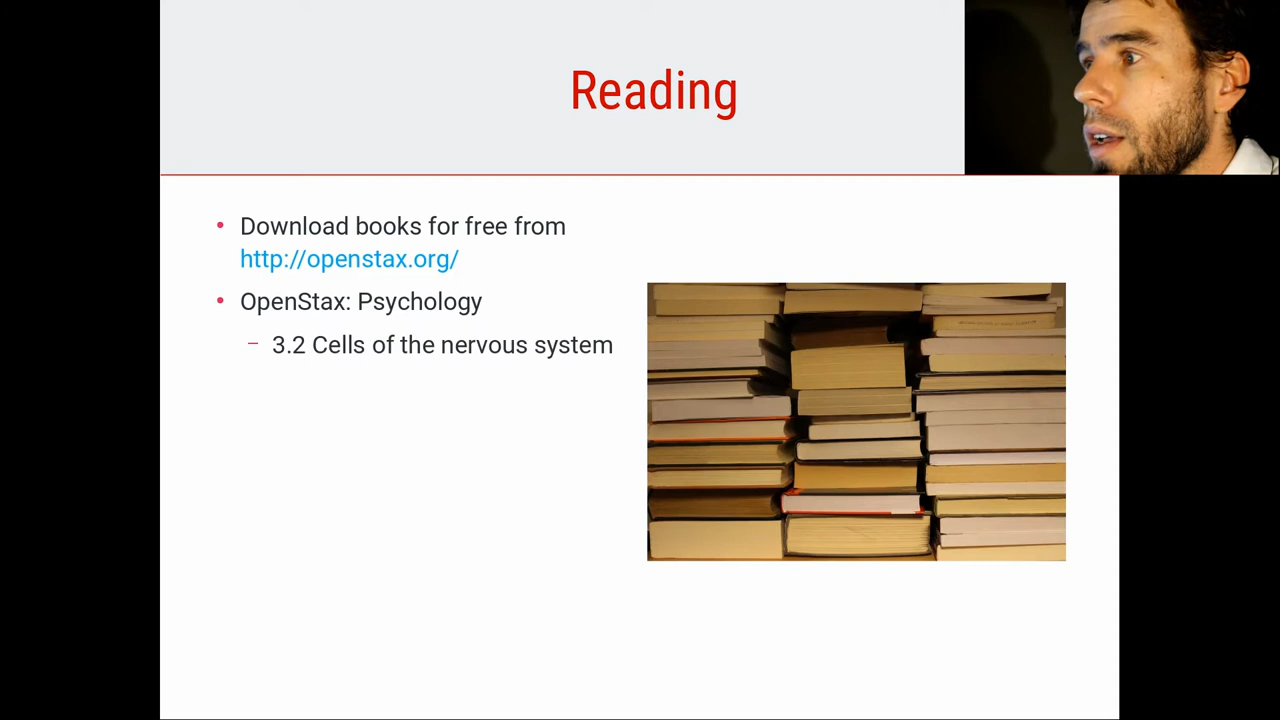 Reading
• Download books for free from
http://openstax.org/
• OpenStax: Psychology
– 3.2 Cells of the nervous system